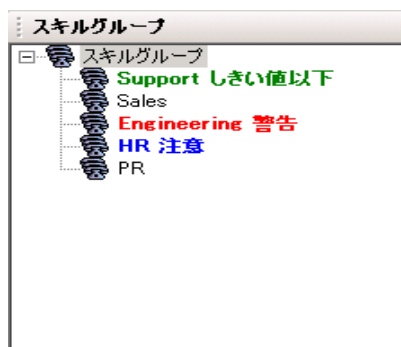 スキルグループ
スキルグループ
Support しきい値以下
Sales
Engineering 警告
HR 注意
PR